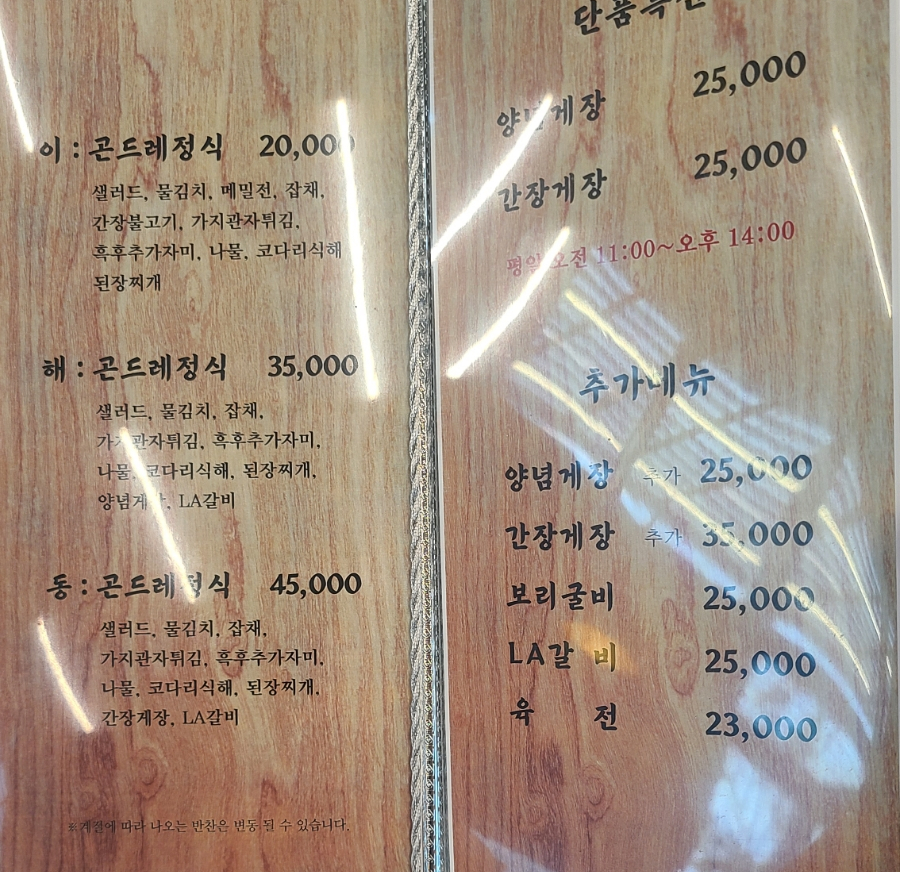 이 : 곤드레정식 20,000
샐러드, 물김치, 메밀전, 잡채,
간장불고기, 가지관자튀김,
흑후추가자미, 나물, 코다리식해
된장찌개
해 : 곤드레정식 35,000
샐러드, 물김치, 잡채,
가지관자튀김, 흑후추가자미,
나물, 코다리식해, 된장찌개,
양념게장, LA갈비
동 : 곤드레정식 45,000
샐러드, 물김치, 잡채,
가지관자튀김, 흑후추가자미,
나물, 코다리식해, 된장찌개,
간장게장, LA갈비
※계절에 따라 나오는 반찬은 변동 될 수 있습니다.
양념게장 25,000
간장게장 25,000
평일 오전 11:00~오후 14:00
추가메뉴
양념게장 추가 25,000
간장게장 추가 35,000
보리굴비 25,000
LA갈 비 25,000
육 전 23,000